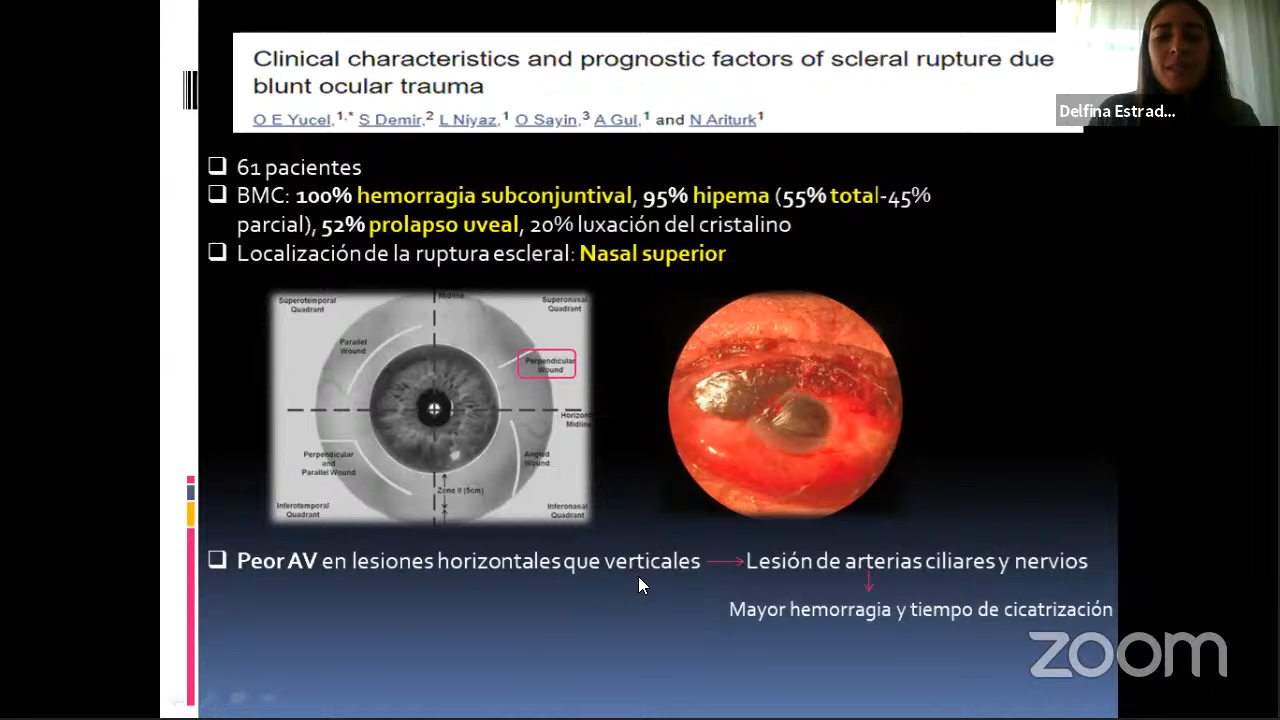 Clinical characteristics and prognostic factors of scleral rupture due
blunt ocular trauma
O E Yucel,1,* S Demir,2 L Niyaz,1 O Sayin,3 A Gul,1 and N Ariturk1
Delfina Estrad...
61 pacientes
BMC: 100% hemorragia subconjuntival, 95% hipema (55% total-45%
parcial), 52% prolapso uveal, 20% luxación del cristalino
Localización de la ruptura escleral: Nasal superior
Midline
Superotemporal
Quadrant
Superonasal
Quadrant
Parallel
Wound
Perpendicular
Wound
Horizon
Midline
Perpendicular
and
Parallel Wound
Angled
Wound
Zone II (5cm)
Inferotemporal
Quadrant
Inferonasal
Quadrant
Peor AV en lesiones horizontales que verticales
Lesión de arterias ciliares y nervios
Mayor hemorragia y tiempo de cicatrización
zoom